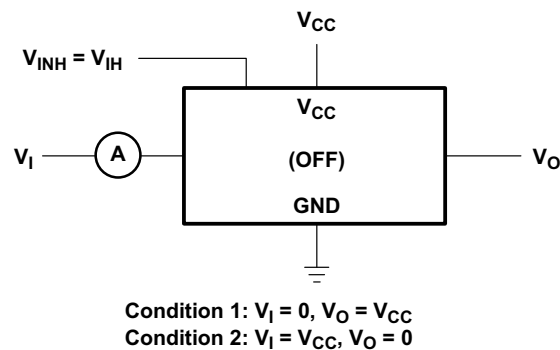 V_CC
V_INH = V_IH
V_CC
V_I
A
(OFF)
V_O
GND
Condition 1: V_I = 0, V_O = V_CC
Condition 2: V_I = V_CC, V_O = 0